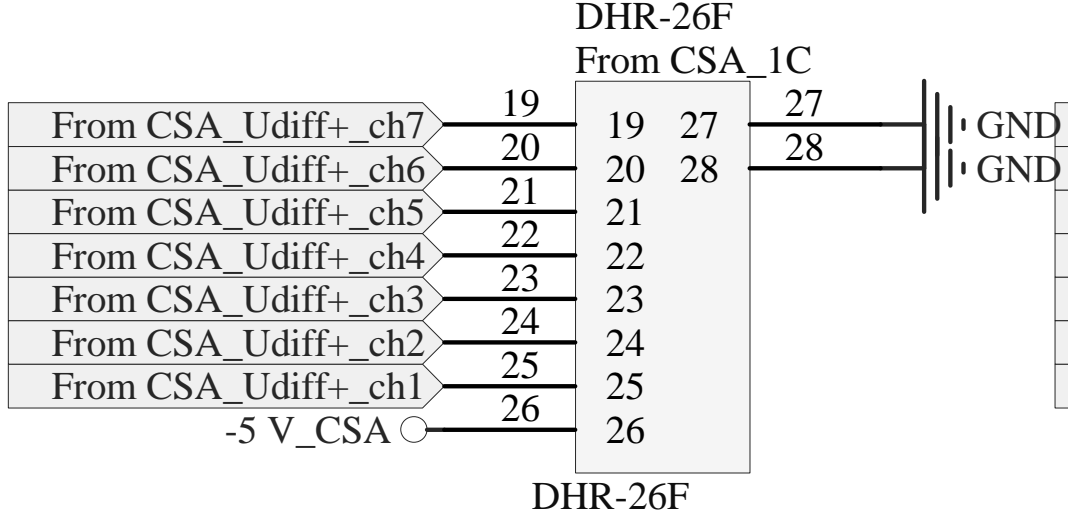 DHR-26F
From CSA_1C
From CSA_Udiff+_ch7 19 19 27 27 GND
From CSA_Udiff+_ch6 20 20 28 28 GND
From CSA_Udiff+_ch5 21 21
From CSA_Udiff+_ch4 22 22
From CSA_Udiff+_ch3 23 23
From CSA_Udiff+_ch2 24 24
From CSA_Udiff+_ch1 25 25
-5 V_CSA 26 26
DHR-26F